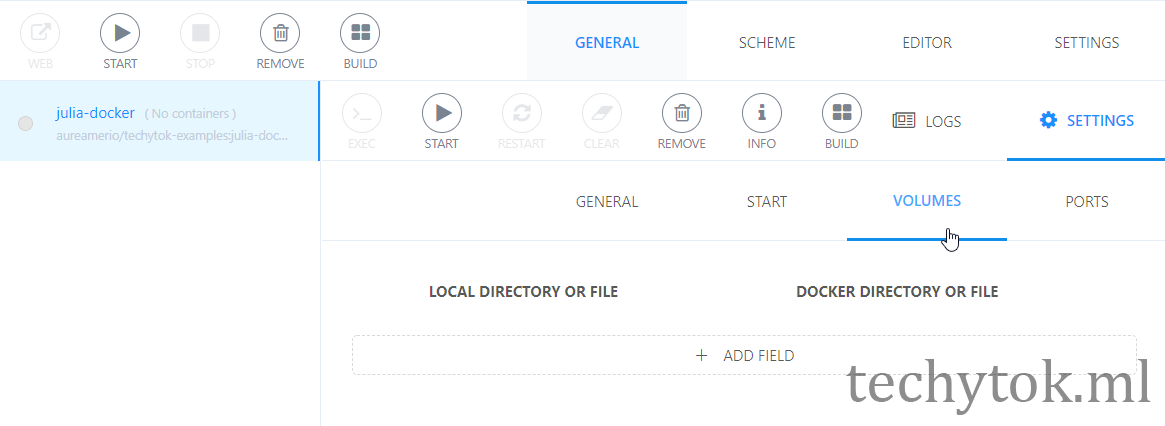 WEB START STOP REMOVE BUILD
GENERAL SCHEME EDITOR SETTINGS
julia-docker ( No containers )
aureamerio/techytok-examples:julia-doc...
EXEC START RESTART CLEAR REMOVE INFO BUILD
LOGS SETTINGS
GENERAL START VOLUMES PORTS
LOCAL DIRECTORY OR FILE DOCKER DIRECTORY OR FILE
+ ADD FIELD
techytok.ml